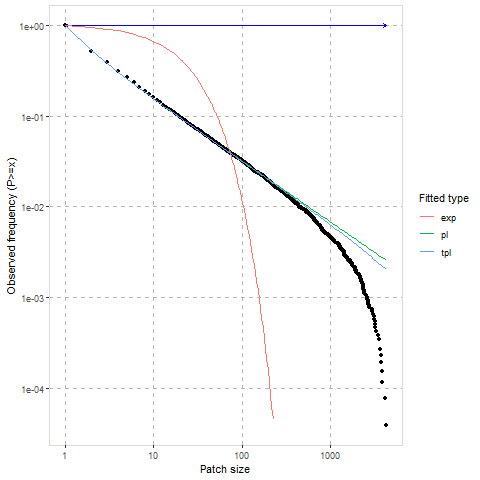 1e+00
1e-01
1e-02
1e-03
1e-04
Observed frequency (P>=x)
1
10
100
1000
Patch size
Fitted type
exp
pl
tpl